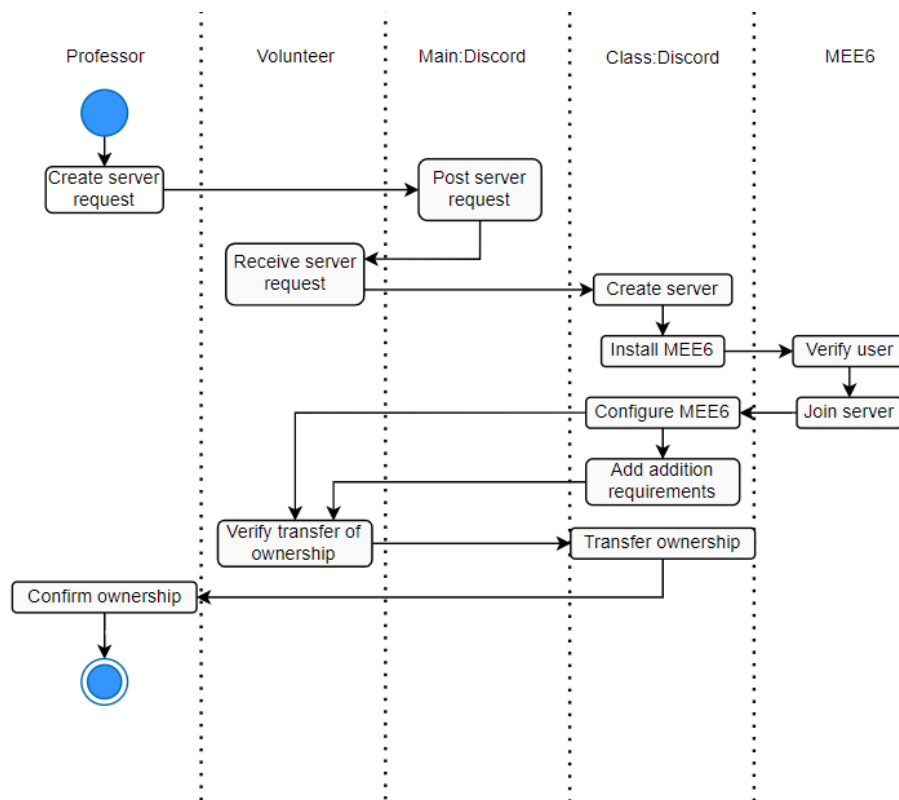 Professor
Volunteer
Main:Discord
Class:Discord
MEE6
Create server
request
Post server
request
Receive server
request
Create server
Install MEE6
Verify user
Configure MEE6
Join server
Add addition
requirements
Verify transfer of
ownership
Transfer ownership
Confirm ownership